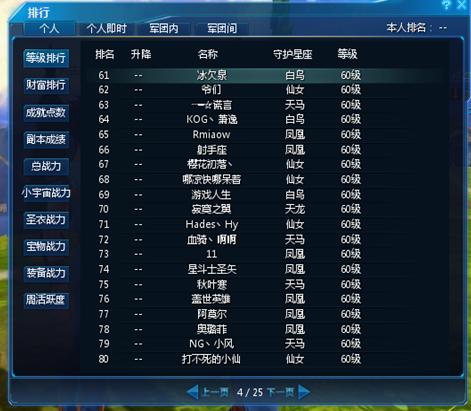 排行
个人 个人即时 军团内 军团间 本人排名： --
等级排行
财富排行
成就点数
副本成绩
总战力
小宇宙战力
圣衣战力
宝物战力
装备战力
周活跃度
排名 升降 名称 守护星座 等级
61 -- 冰欠泉 白鸟 60级
62 -- 爷们 仙女 60级
63 -- 谎言 天马 60级
64 -- KOG丶萧逸 白鸟 60级
65 -- Rmiaow 凤凰 60级
66 -- 射手座 凤凰 60级
67 -- 樱花初落丶 仙女 60级
68 -- 哪凉快哪呆着 仙女 60级
69 -- 游戏人生 白鸟 60级
70 -- 寂寞之翼 天龙 60级
71 -- Hades丶Hy 仙女 60级
72 -- 血骑丶啊啊 天马 60级
73 -- 11 凤凰 60级
74 -- 星斗士圣矢 凤凰 60级
75 -- 秋叶寒 天马 60级
76 -- 盖世英雄 凤凰 60级
77 -- 阿莫尔 凤凰 60级
78 -- 奥璐菲 凤凰 60级
79 -- NG丶小风 天马 60级
80 -- 打不死的小仙 仙女 60级
上一页 4 / 25 下一页